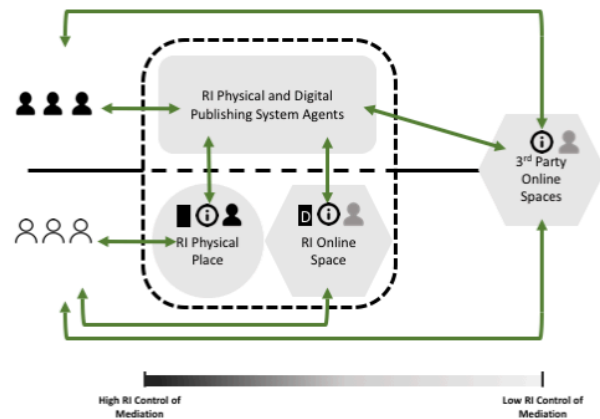 RI Physical and Digital
Publishing System Agents
i
3rd Party
Online
Spaces
i
RI Physical
Place
D i
RI Online
Space
High RI Control of
Mediation
Low RI Control of
Mediation